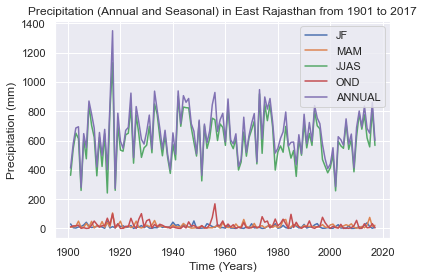 Precipitation (Annual and Seasonal) in East Rajasthan from 1901 to 2017
1400
1200
1000
800
600
400
200
0
Precipitation (mm)
JF
MAM
JJAS
OND
ANNUAL
1900
1920
1940
1960
1980
2000
2020
Time (Years)